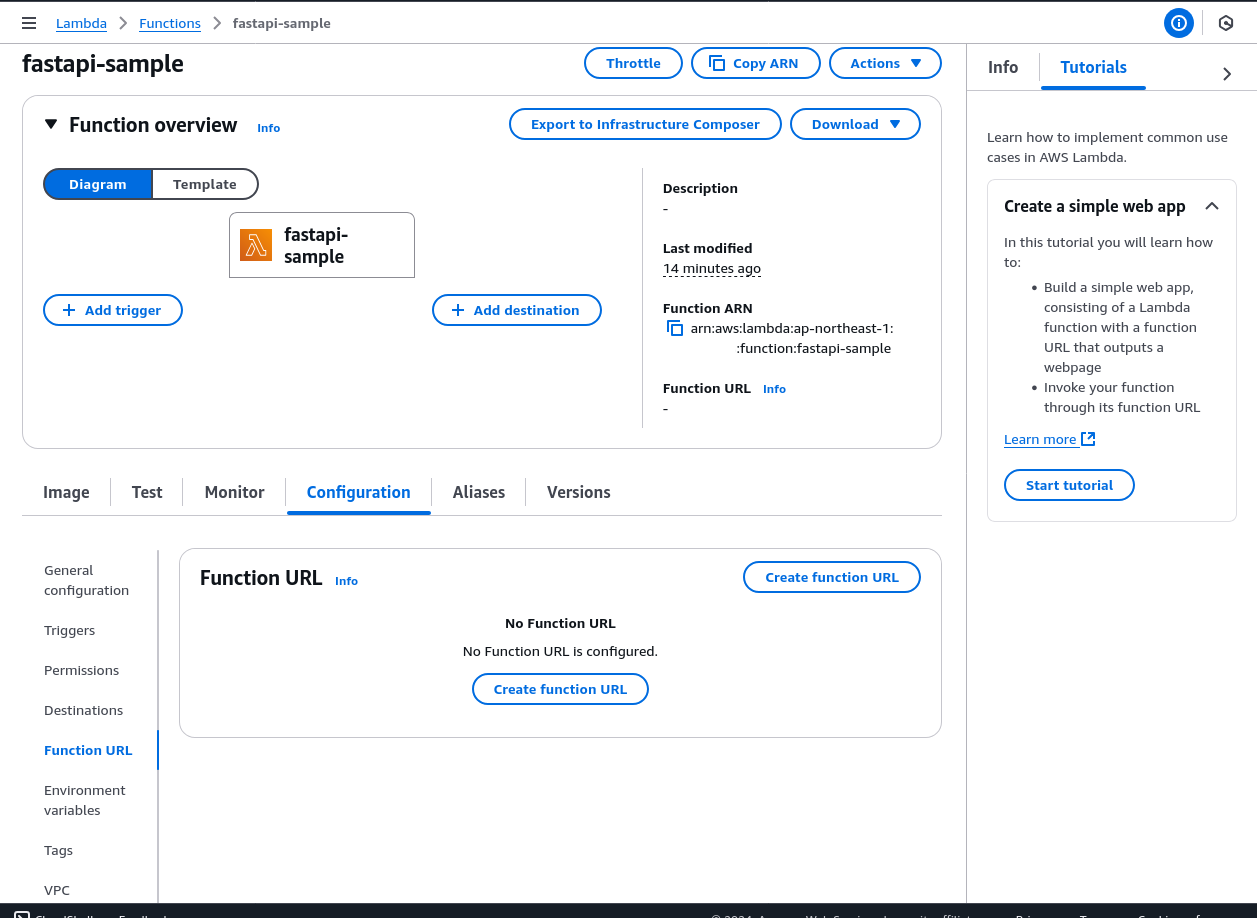 Lambda > Functions > fastapi-sample
fastapi-sample
Throttle
Copy ARN
Actions
Function overview Info
Export to Infrastructure Composer
Download
Diagram
Template
fastapi-
sample
Add trigger
Add destination
Description
-
Last modified
14 minutes ago
Function ARN
arn:aws:lambda:ap-northeast-1:
:function:fastapi-sample
Function URL Info
-
Image
Test
Monitor
Configuration
Aliases
Versions
General
configuration
Triggers
Permissions
Destinations
Function URL
Environment
variables
Tags
VPC
Function URL Info
Create function URL
No Function URL
No Function URL is configured.
Create function URL
Info
Tutorials
Learn how to implement common use
cases in AWS Lambda.
Create a simple web app
In this tutorial you will learn how
to:
• Build a simple web app,
consisting of a Lambda
function with a function
URL that outputs a
webpage
• Invoke your function
through its function URL
Learn more
Start tutorial